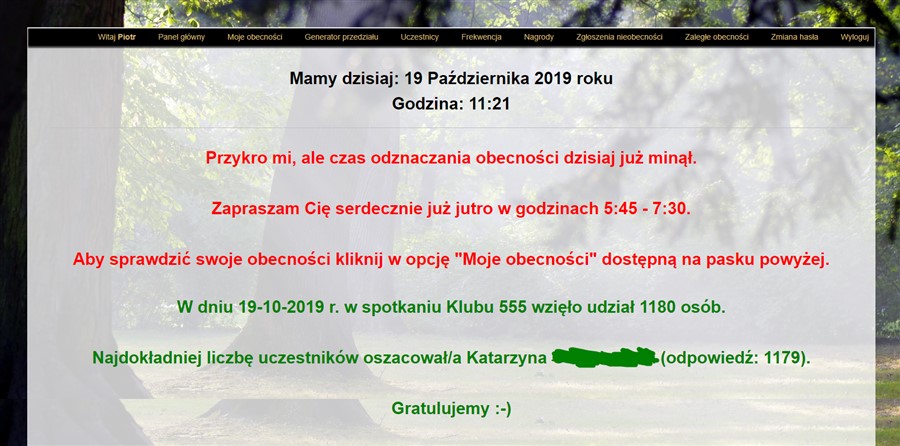 Witaj Piotr Panel główny Moje obecności Generator przedziału Uczestnicy Frekwencja Nagrody Zgłoszenia nieobecności Zaległe obecności Zmiana hasła Wyloguj
Mamy dzisiaj: 19 Października 2019 roku
Godzina: 11:21
Przykro mi, ale czas odznaczania obecności dzisiaj już minął.
Zapraszam Cię serdecznie już jutro w godzinach 5:45 - 7:30.
Aby sprawdzić swoje obecności kliknij w opcję "Moje obecności" dostępną na pasku powyżej.
W dniu 19-10-2019 r. w spotkaniu Klubu 555 wzięło udział 1180 osób.
Najdokładniej liczbę uczestników oszacował/a Katarzyna (odpowiedź: 1179).
Gratulujemy :-)